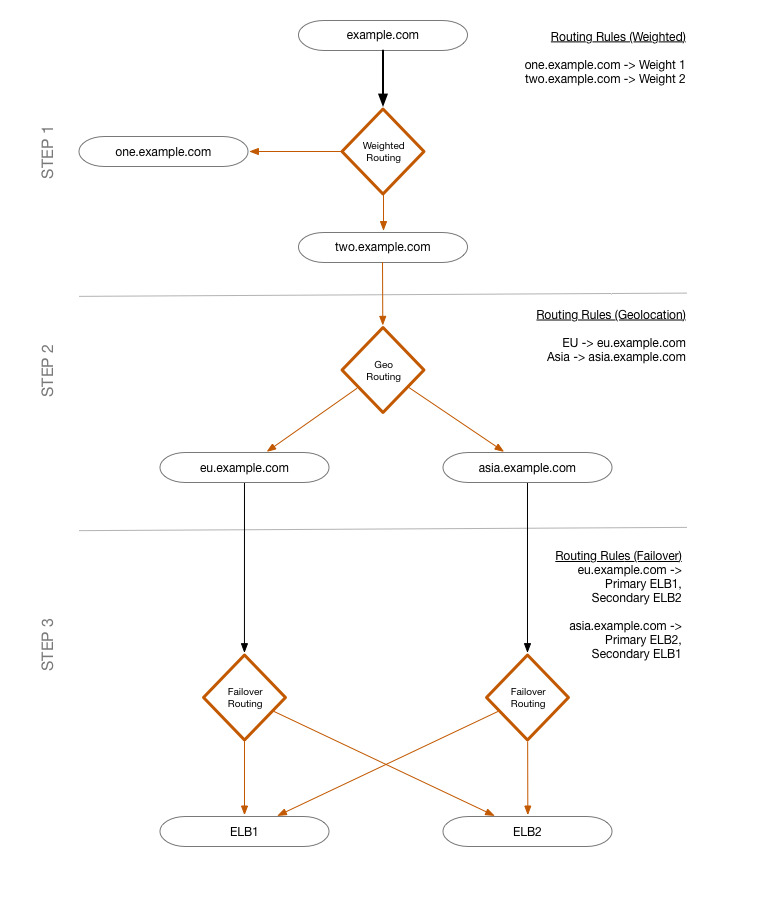 example.com
Routing Rules (Weighted)
one.example.com -> Weight 1
two.example.com -> Weight 2
STEP 1
Weighted
Routing
one.example.com
two.example.com
Routing Rules (Geolocation)
EU -> eu.example.com
Asia -> asia.example.com
STEP 2
Geo
Routing
eu.example.com
asia.example.com
Routing Rules (Failover)
eu.example.com ->
Primary ELB1,
Secondary ELB2
asia.example.com ->
Primary ELB2,
Secondary ELB1
STEP 3
Failover
Routing
Failover
Routing
ELB1
ELB2